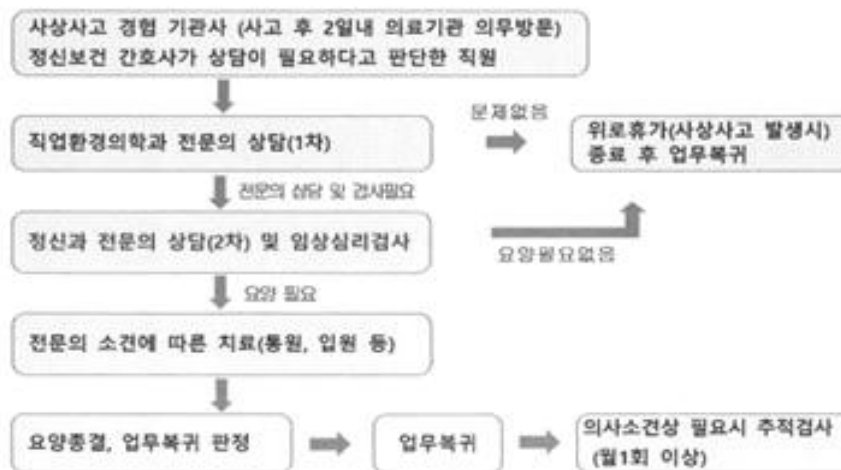 사상사고 경험 기관사 (사고 후 2일내 의료기관 의무방문)
정신보건 간호사가 상담이 필요하다고 판단한 직원
문제없음
직업환경의학과 전문의 상담(1차)
위로휴가(사상사고 발생시)
종료 후 업무복귀
전문의 상담 및 검사필요
정신과 전문의 상담(2차) 및 임상심리검사
요양필요없음
요양 필요
전문의 소견에 따른 치료(통원, 입원 등)
요양종결, 업무복귀 판정
업무복귀
의사소견상 필요시 추적검사
(월1회 이상)